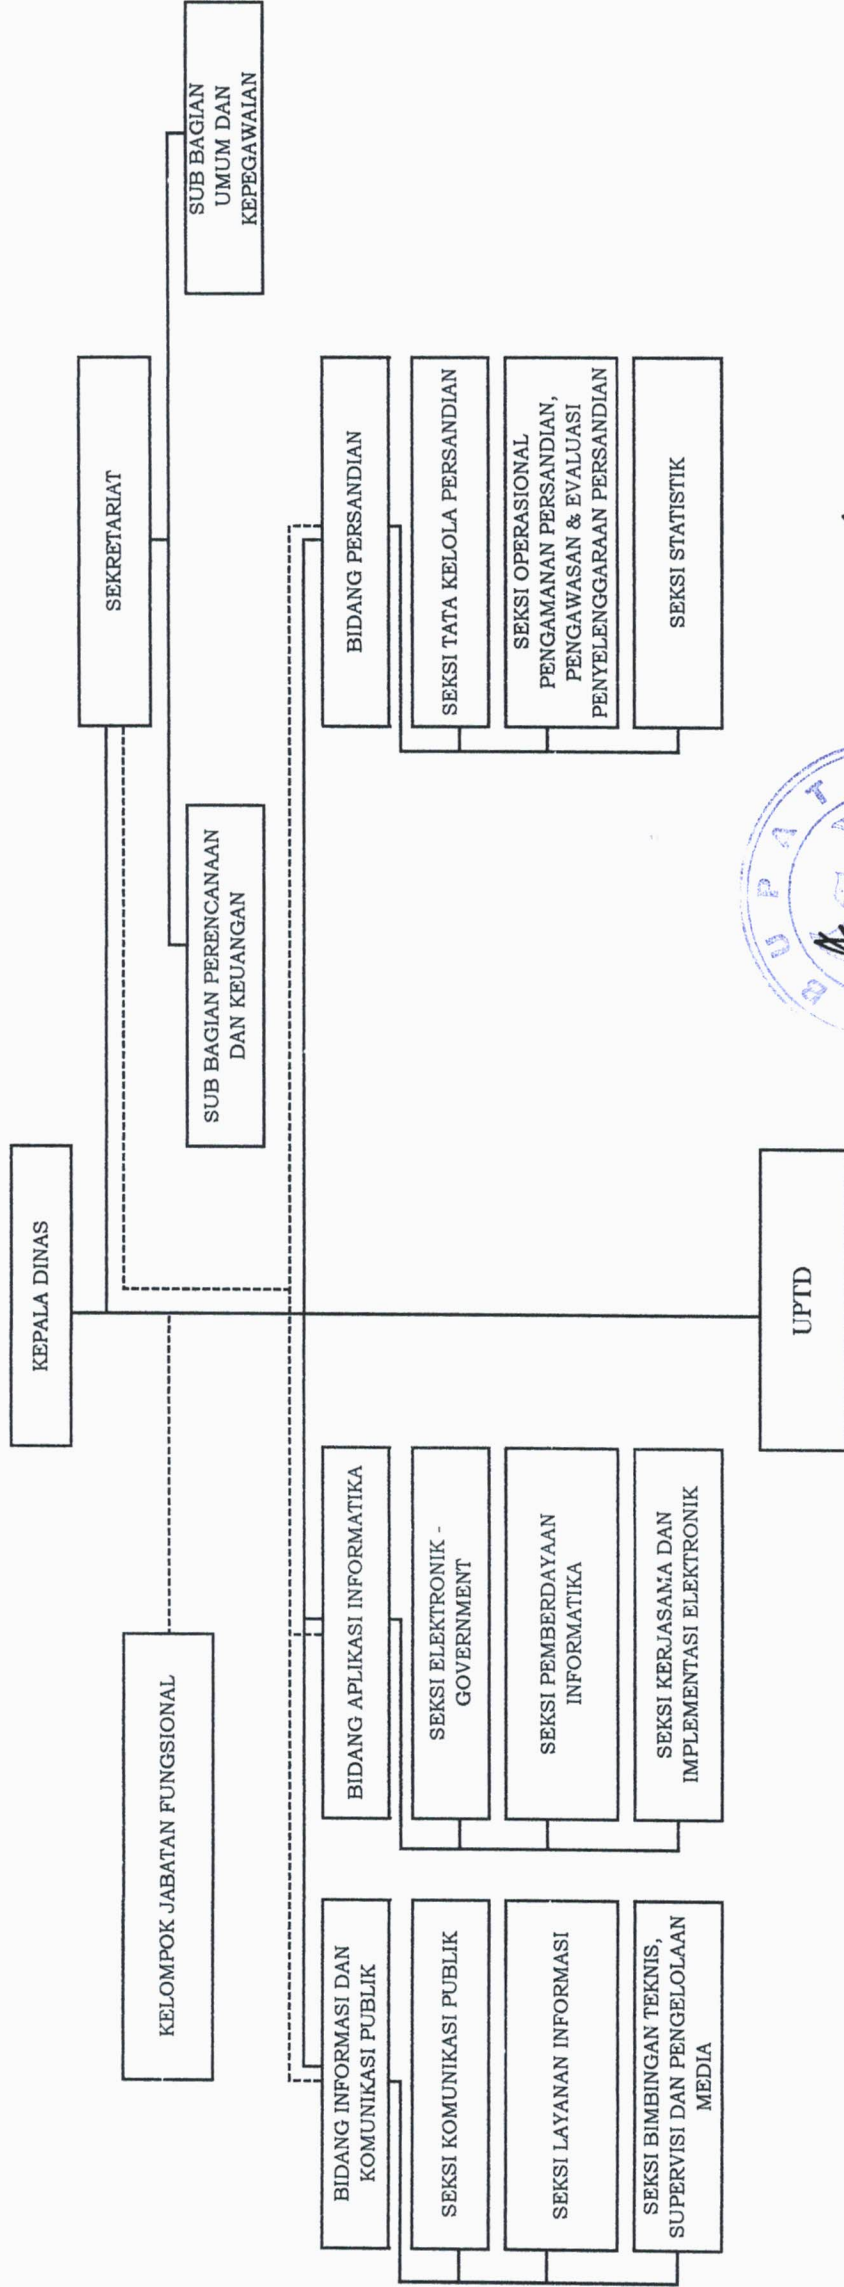 KEPALA DINAS
SEKRETARIAT
KELOMPOK JABATAN FUNGSIONAL
SUB BAGIAN PERENCANAAN
DAN KEUANGAN
SUB BAGIAN
UMUM DAN
KEPEGAWAIAN
BIDANG INFORMASI DAN
KOMUNIKASI PUBLIK
SEKSI KOMUNIKASI PUBLIK
SEKSI LAYANAN INFORMASI
SEKSI BIMBINGAN TEKNIS,
SUPERVISI DAN PENGELOLAAN
MEDIA
BIDANG APLIKASI INFORMATIKA
SEKSI ELEKTRONIK -
GOVERNMENT
SEKSI PEMBERDAYAAN
INFORMATIKA
SEKSI KERJASAMA DAN
IMPLEMENTASI ELEKTRONIK
BIDANG PERSANDIAN
SEKSI TATA KELOLA PERSANDIAN
SEKSI OPERASIONAL
PENGAMANAN PERSANDIAN,
PENGAWASAN & EVALUASI
PENYELENGGARAAN PERSANDIAN
SEKSI STATISTIK
UPTD
BUPAT